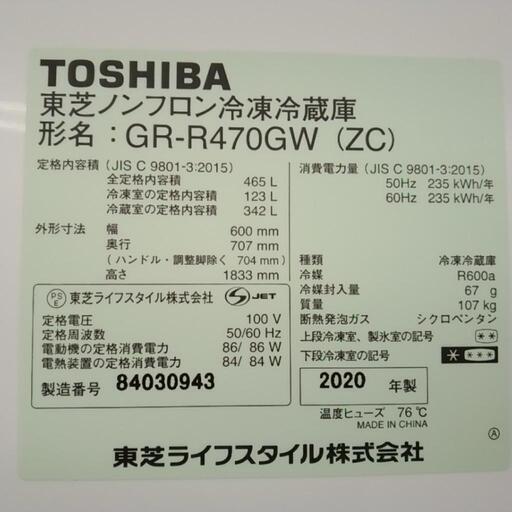 TOSHIBA
東芝ノンフロン冷凍冷蔵庫
形名：GR-R470GW（ZC）
定格内容積（JIS C 9801-3:2015）
全定格内容積 465 L
冷凍室の定格内容積 123 L
冷蔵室の定格内容積 342 L
外形寸法 幅 600 mm
奥行 707 mm
（ハンドル・調整脚除く 704 mm）
高さ 1833 mm
消費電力量（JIS C 9801-3:2015）
50Hz 235 kWh/年
60Hz 235 kWh/年
種類 冷凍冷蔵庫
冷媒 R600a
冷媒封入量 67 g
質量 107 kg
断熱発泡ガス シクロペンタン
上段冷凍室、製氷室の記号 **
下段冷凍室の記号 ****
PSE 東芝ライフスタイル株式会社 S JET
定格電圧 100 V
定格周波数 50/60 Hz
電動機の定格消費電力 86/ 86 W
電熱装置の定格消費電力 84/ 84 W
製造番号 84030943
2020 年製
温度ヒューズ 76℃
MADE IN CHINA
A
東芝ライフスタイル株式会社